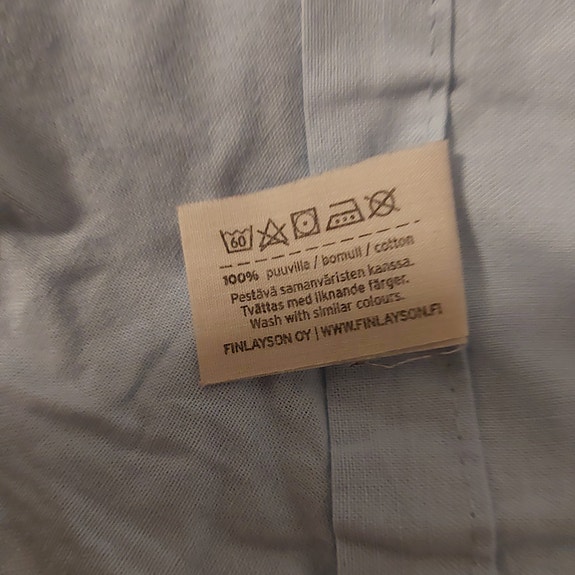 60
100% puuvilla / bomull / cotton
Pestävä samanväristen kanssa.
Tvättas med liknande färger.
Wash with similar colours.
FINLAYSON OY | WWW.FINLAYSON.FI